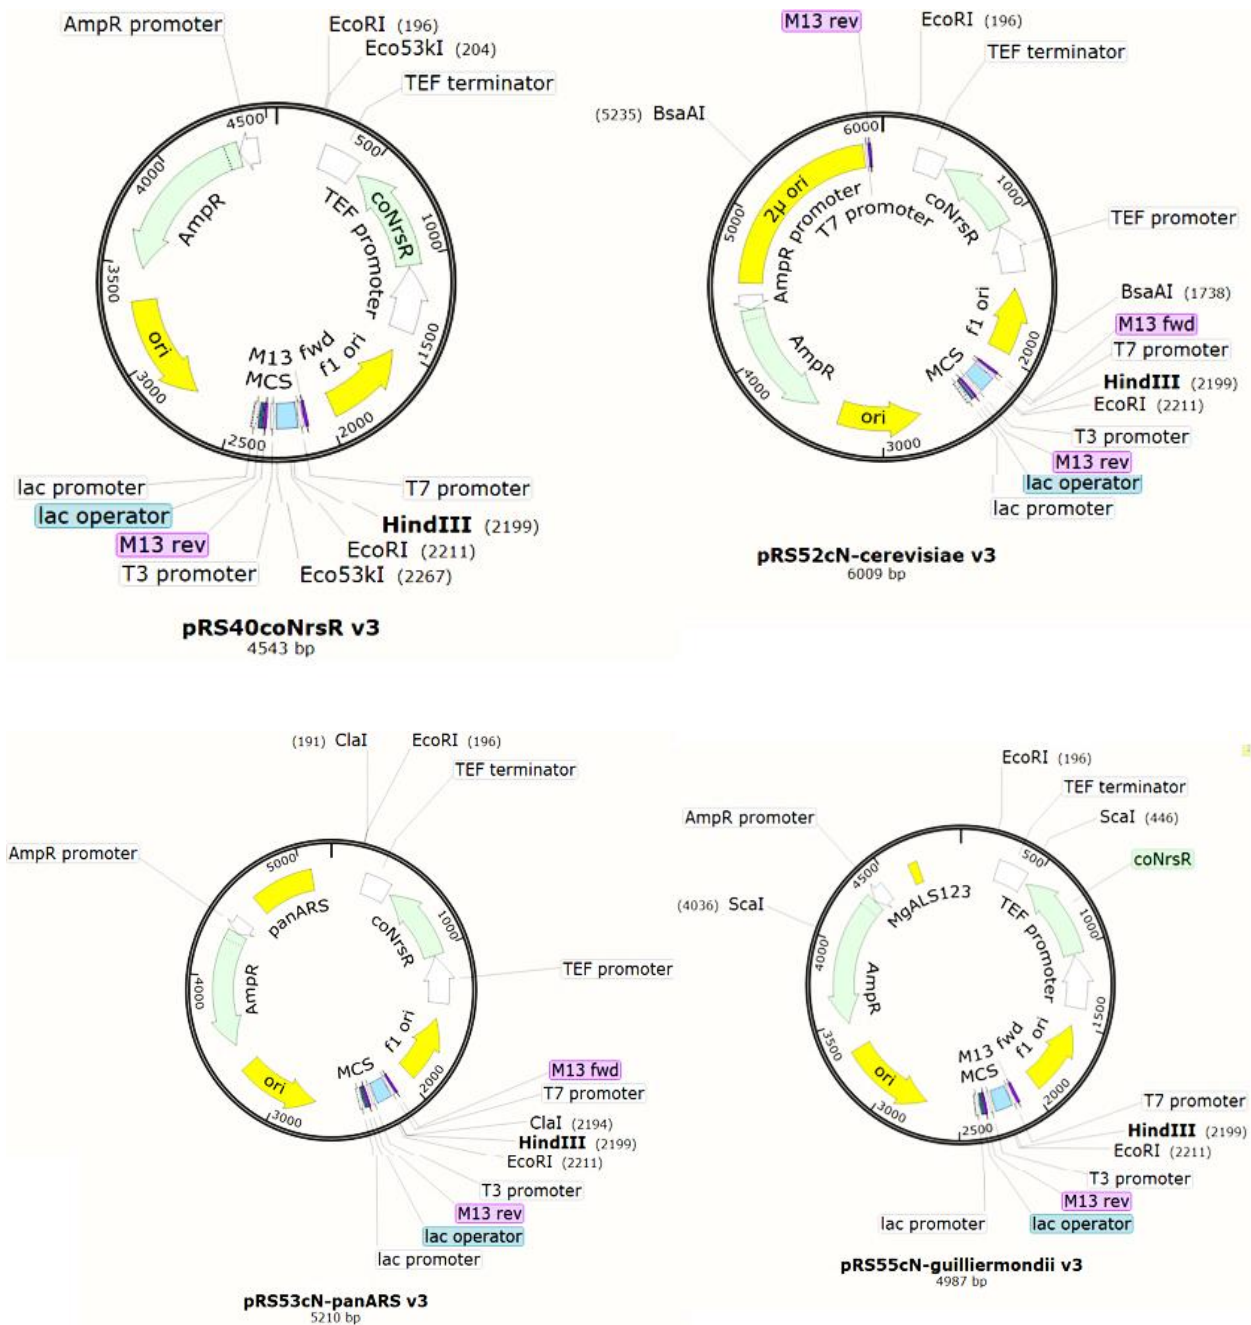 AmpR promoter
EcoRI (196)
Eco53kI (204)
TEF terminator
4500
500
4000
AmpR
TEF promoter
coNrsR
1000
3500
ori
M13 fwd
f1 ori
1500
MCS
3000
2500
2000
lac promoter
lac operator
M13 rev
T3 promoter
T7 promoter
HindIII (2199)
EcoRI (2211)
Eco53kI (2267)
pRS40coNrsR v3
4543 bp
M13 rev
EcoRI (196)
TEF terminator
(5235) BsaAI
6000
2μ ori
5000
AmpR promoter
T7 promoter
coNrsR
1000
TEF promoter
BsaAI (1738)
f1 ori
2000
AmpR
4000
MCS
M13 fwd
T7 promoter
HindIII (2199)
EcoRI (2211)
ori
3000
T3 promoter
M13 rev
lac operator
lac promoter
pRS52cN-cerevisiae v3
6009 bp
(191) ClaI
EcoRI (196)
TEF terminator
AmpR promoter
5000
panARS
coNrsR
1000
4000
AmpR
TEF promoter
f1 ori
MCS
ori
2000
3000
M13 fwd
T7 promoter
ClaI (2194)
HindIII (2199)
EcoRI (2211)
T3 promoter
M13 rev
lac operator
lac promoter
pRS53cN-panARS v3
5210 bp
EcoRI (196)
TEF terminator
ScaI (446)
AmpR promoter
coNrsR
4500
500
MgALS123
(4036) ScaI
4000
AmpR
TEF promoter
1000
3500
1500
M13 fwd
f1 ori
MCS
ori
3000
2500
2000
T7 promoter
HindIII (2199)
EcoRI (2211)
T3 promoter
M13 rev
lac operator
lac promoter
pRS55cN-guilliermondii v3
4987 bp